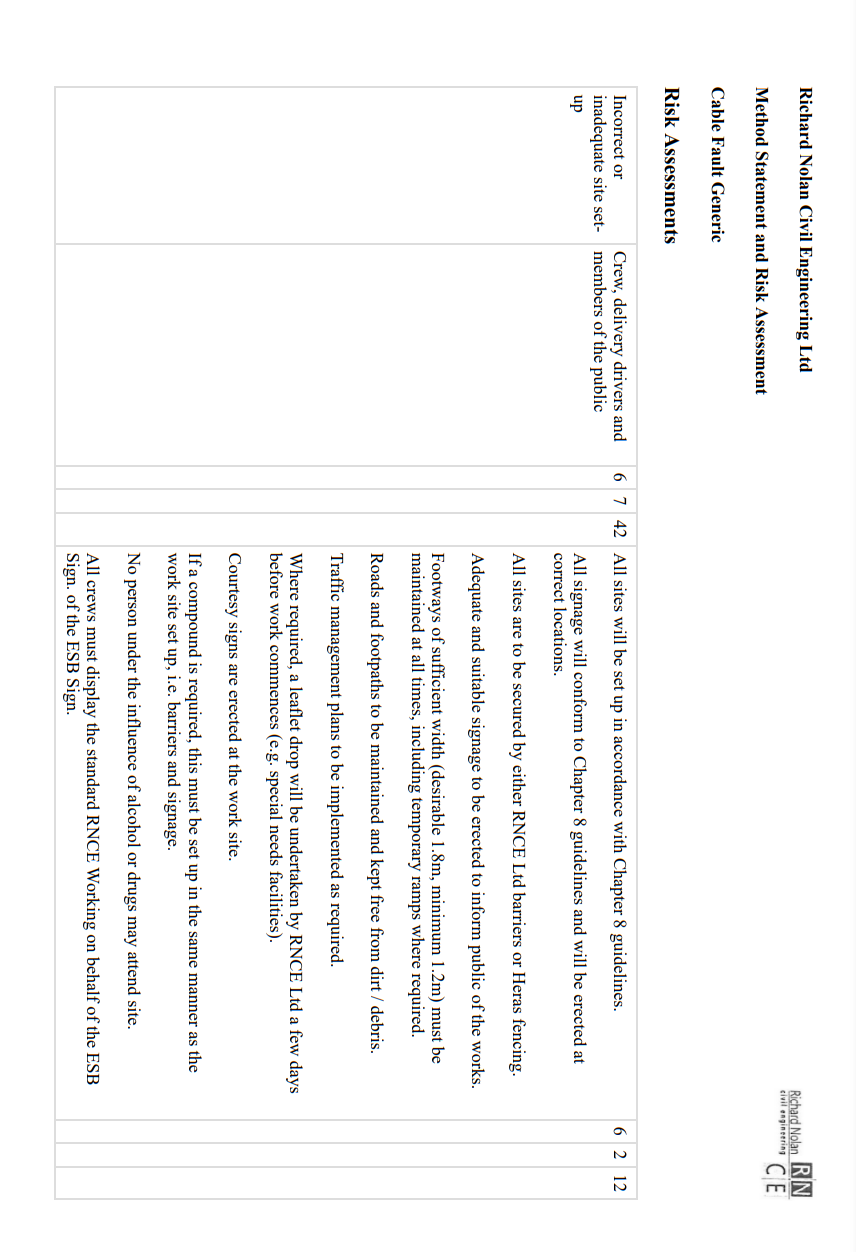 Richard Nolan Civil Engineering Ltd
Method Statement and Risk Assessment
Cable Fault Generic
Richard Nolan
civil engineering
RN
CE
Risk Assessments
Incorrect or
inadequate site set-
up
Crew, delivery drivers and
members of the public
6
7
42
All sites will be set up in accordance with Chapter 8 guidelines.
All signage will conform to Chapter 8 guidelines and will be erected at
correct locations.
All sites are to be secured by either RNCE Ltd barriers or Heras fencing.
Adequate and suitable signage to be erected to inform public of the works.
Footways of sufficient width (desirable 1.8m, minimum 1.2m) must be
maintained at all times, including temporary ramps where required.
Roads and footpaths to be maintained and kept free from dirt / debris.
Traffic management plans to be implemented as required.
Where required, a leaflet drop will be undertaken by RNCE Ltd a few days
before work commences (e.g. special needs facilities).
Courtesy signs are erected at the work site.
If a compound is required, this must be set up in the same manner as the
work site set up, i.e. barriers and signage.
No person under the influence of alcohol or drugs may attend site.
All crews must display the standard RNCE Working on behalf of the ESB
Sign. of the ESB Sign.
6
2
12